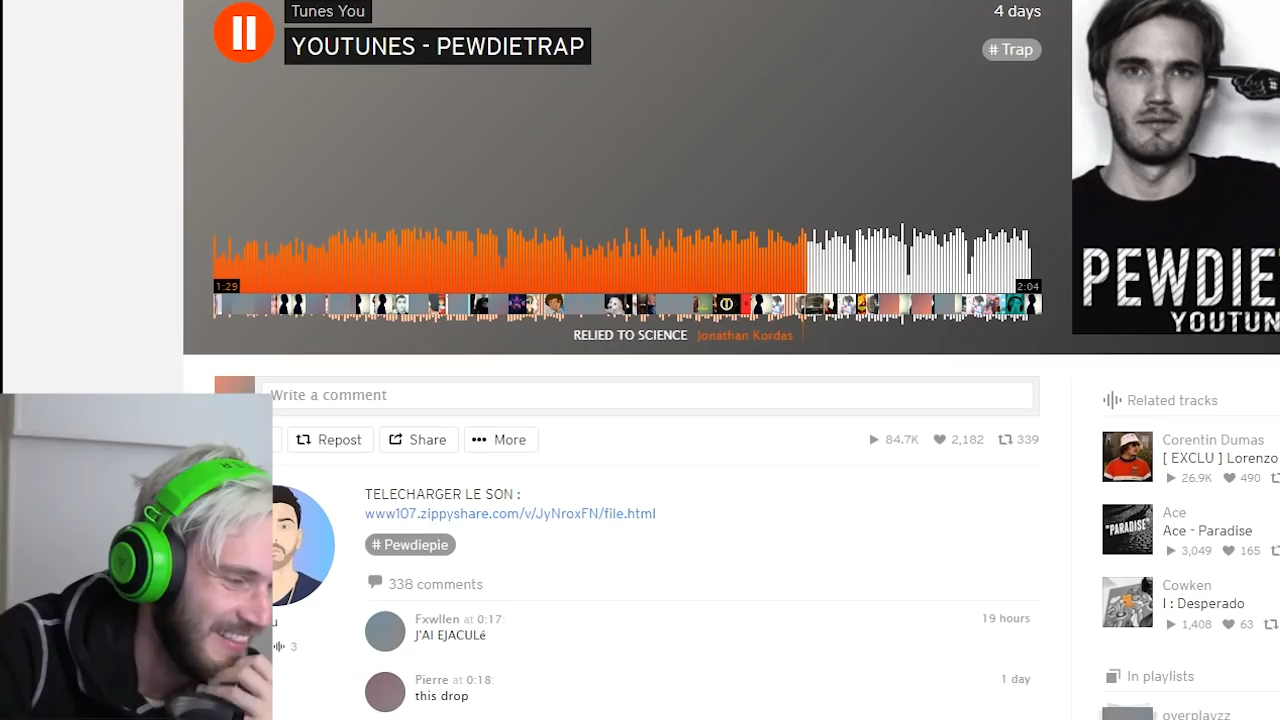 Tunes You
4 days
YOUTUNES - PEWDIETRAP
# Trap
PEWDIE
YOUTUN
1:29
2:04
RELIED TO SCIENCE Jonathan Kordas
Write a comment
Repost
Share
More
84.7K
2,182
339
Related tracks
Corentin Dumas
[ EXCLU ] Lorenzo
26.9K
490
TELECHARGER LE SON :
www107.zippyshare.com/v/JyNroxFN/file.html
# Pewdiepie
"PARADISE"
Ace
Ace - Paradise
3,049
165
338 comments
Cowken
I : Desperado
1,408
63
Fxwllen at 0:17:
19 hours
J'AI EJACULé
3
Pierre at 0:18:
1 day
this drop
In playlists
overplayzz